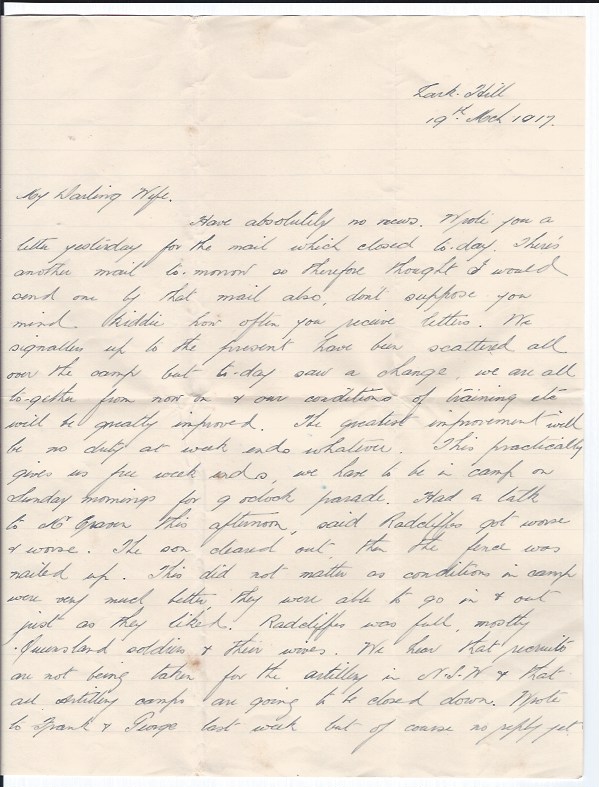 Lark-Hill
19th Mch 1917.
My Darling Wife.
Have absolutely no news. Wrote you a
letter yesterday for the mail which closed to-day. There's
another mail to-morrow so therefore thought I would
send one by that mail also, don't suppose you
mind. Kiddie how often you recieve letters. We
signallers up to the present have been scattered all
over the camp but to-day saw a change, we are all
to-gether from now on & our conditions of training etc
will be greatly improved. The greatest improvement will
be no duty at week ends whatever. This practically
gives us free week ends, we have to be in camp on
Sunday mornings for 9 oclock parade. Had a talk
to Mr this afternoon, said Radcliffes got worse
& worse. The son cleared out, then the fence was
nailed up. This did not matter as conditions in camp
were very much better, they were able to go in & out
just as they liked. Radcliffes was full, mostly
Queensland soldiers & their wives. We hear that recruits
are not being taken for the artillery in N.S.W & that
all Artillery camps are going to be closed down. Wrote
to Frank & George last week but of course no reply yet.